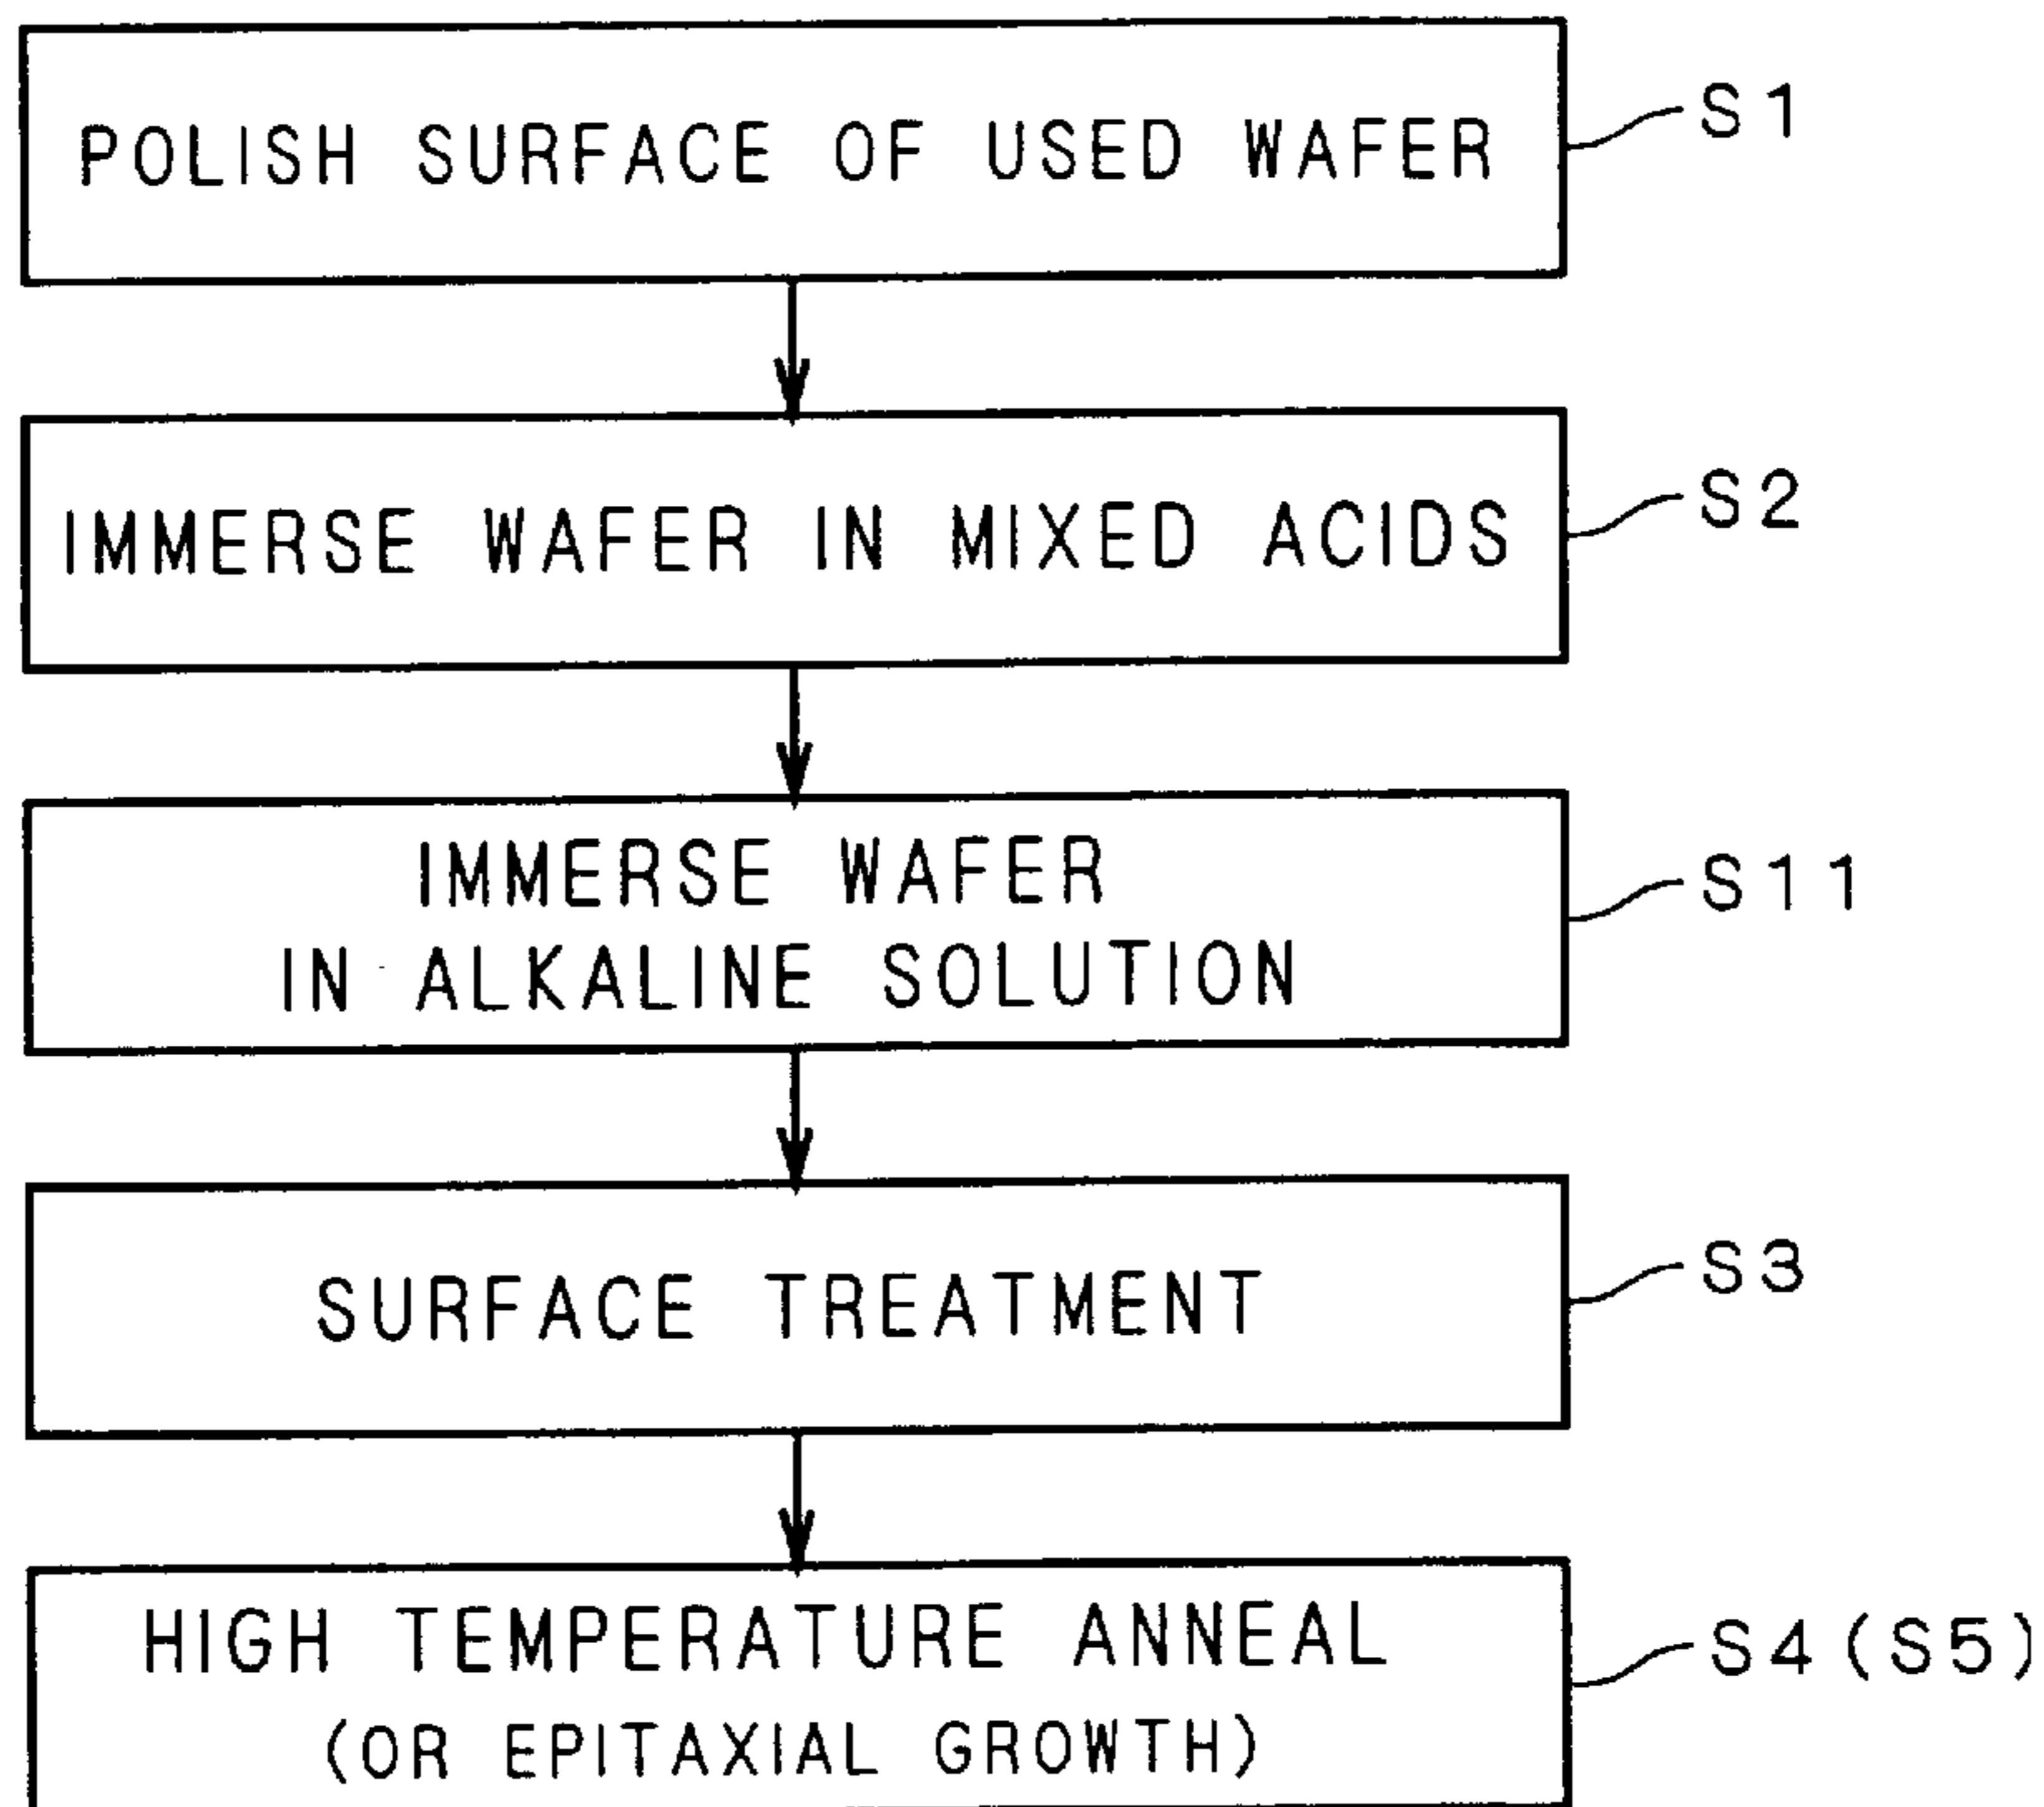 POLISH SURFACE OF USED WAFER
S1
IMMERSE WAFER IN MIXED ACIDS
S2
IMMERSE WAFER
IN ALKALINE SOLUTION
S11
SURFACE TREATMENT
S3
HIGH TEMPERATURE ANNEAL
(OR EPITAXIAL GROWTH)
S4(S5)